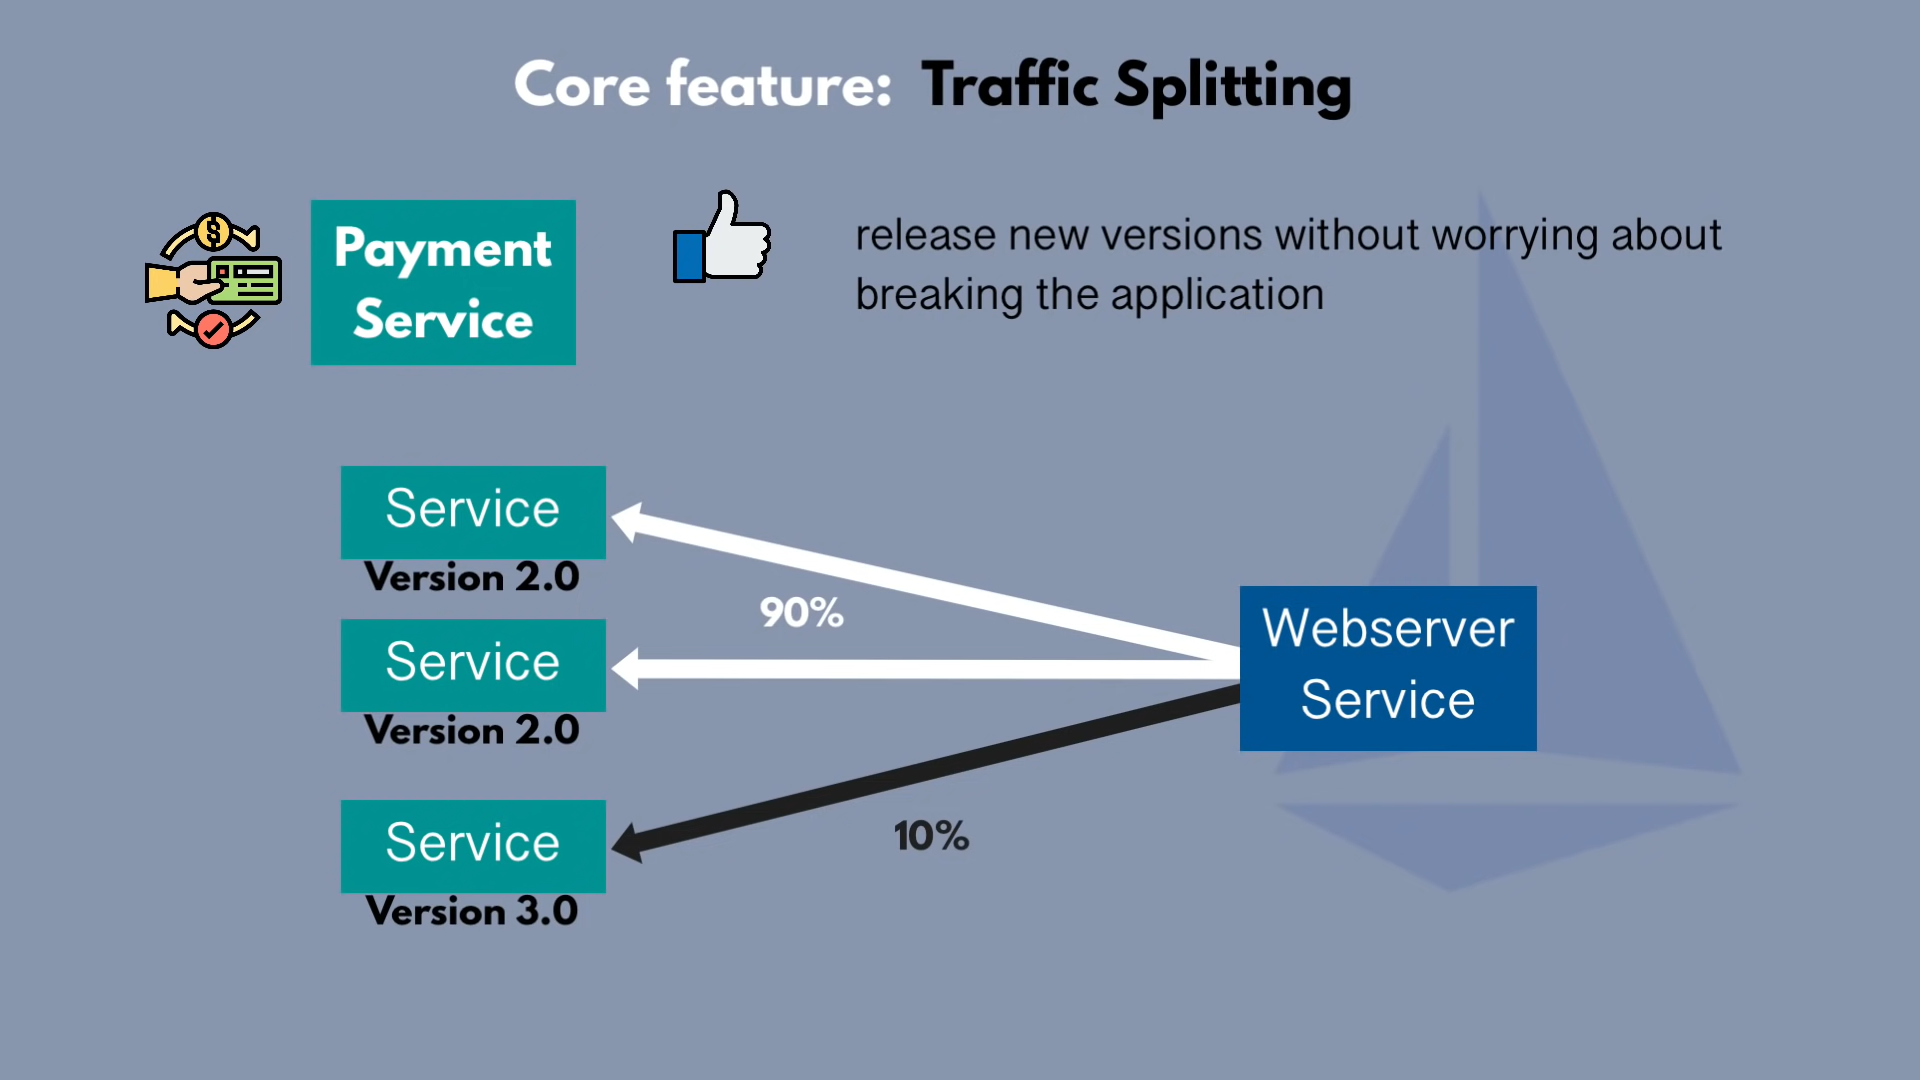 Core feature: Traffic Splitting
Payment
Service
release new versions without worrying about
breaking the application
Service
Version 2.0
90%
Service
Version 2.0
Webserver
Service
10%
Service
Version 3.0